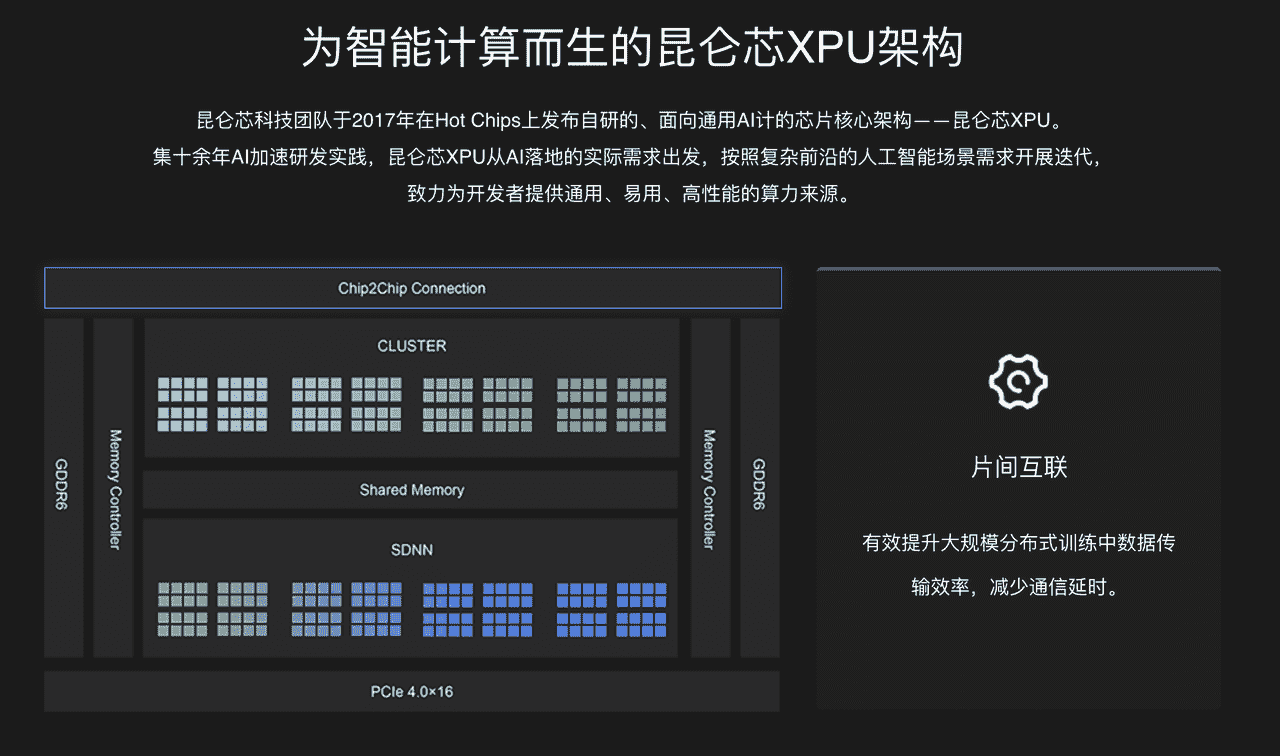 为智能计算而生的昆仑芯XPU架构
昆仑芯科技团队于2017年在Hot Chips上发布自研的、面向通用AI计的芯片核心架构——昆仑芯XPU。
集十余年AI加速研发实践，昆仑芯XPU从AI落地的实际需求出发，按照复杂前沿的人工智能场景需求开展迭代，
致力为开发者提供通用、易用、高性能的算力来源。
Chip2Chip Connection
GDDR6
Memory Controller
CLUSTER
Shared Memory
SDNN
Memory Controller
GDDR6
PCIe 4.0×16
片间互联
有效提升大规模分布式训练中数据传
输效率，减少通信延时。